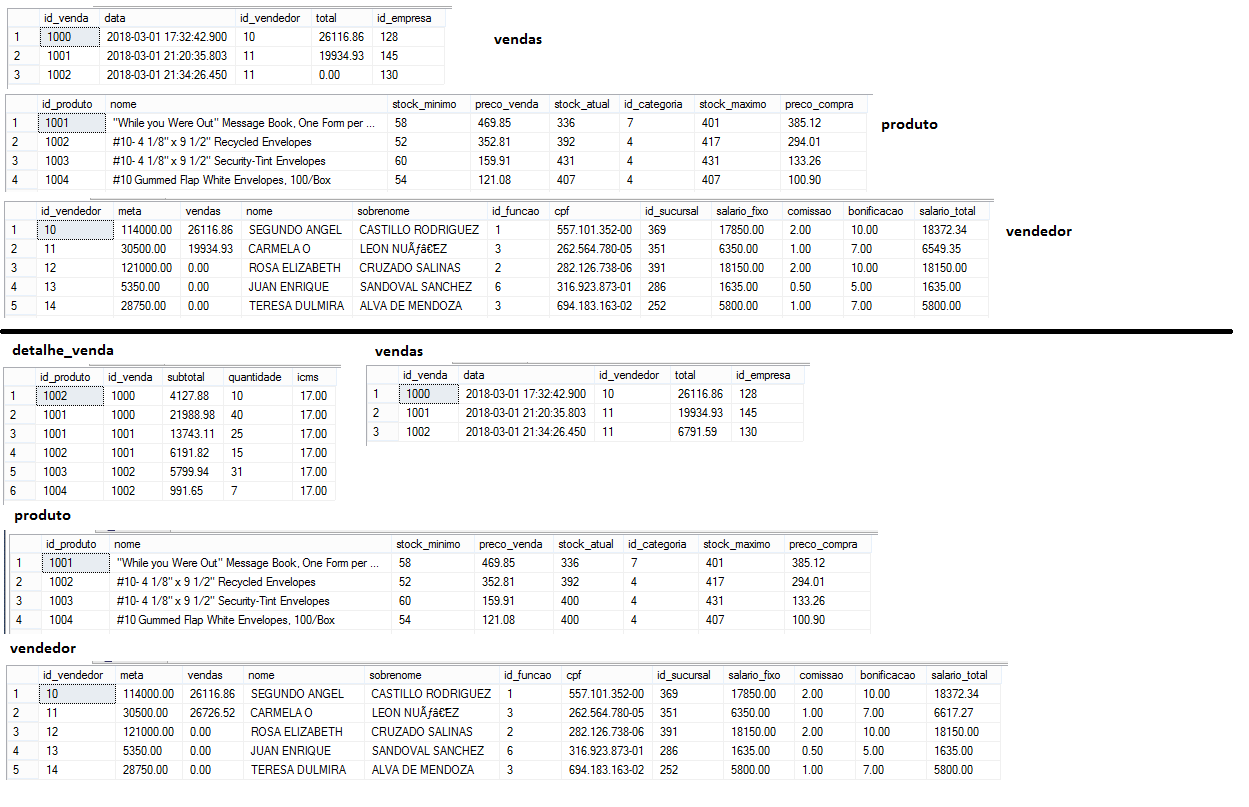 id_venda data id_vendedor total id_empresa
1 1000 2018-03-01 17:32:42.900 10 26116.86 128
2 1001 2018-03-01 21:20:35.803 11 19934.93 145
3 1002 2018-03-01 21:34:26.450 11 0.00 130
vendas
id_produto nome stock_minimo preco_venda stock_atual id_categoria stock_maximo preco_compra
1 1001 "While you Were Out" Message Book, One Form per ... 58 469.85 336 7 401 385.12
2 1002 #10- 4 1/8" x 9 1/2" Recycled Envelopes 52 352.81 392 4 417 294.01
3 1003 #10- 4 1/8" x 9 1/2" Security-Tint Envelopes 60 159.91 431 4 431 133.26
4 1004 #10 Gummed Flap White Envelopes, 100/Box 54 121.08 407 4 407 100.90
produto
id_vendedor meta vendas nome sobrenome id_funcao cpf id_sucursal salario_fixo comissao bonificacao salario_total
1 10 114000.00 26116.86 SEGUNDO ANGEL CASTILLO RODRIGUEZ 1 557.101.352-00 369 17850.00 2.00 10.00 18372.34
2 11 30500.00 19934.93 CARMELA O LEON NUÃƒâ€˜EZ 3 262.564.780-05 351 6350.00 1.00 7.00 6549.35
3 12 121000.00 0.00 ROSA ELIZABETH CRUZADO SALINAS 2 282.126.738-06 391 18150.00 2.00 10.00 18150.00
4 13 5350.00 0.00 JUAN ENRIQUE SANDOVAL SANCHEZ 6 316.923.873-01 286 1635.00 0.50 5.00 1635.00
5 14 28750.00 0.00 TERESA DULMIRA ALVA DE MENDOZA 3 694.183.163-02 252 5800.00 1.00 7.00 5800.00
vendedor
detalhe_venda
id_produto id_venda subtotal quantidade icms
1 1002 1000 4127.88 10 17.00
2 1001 1000 21988.98 40 17.00
3 1001 1001 13743.11 25 17.00
4 1002 1001 6191.82 15 17.00
5 1003 1002 5799.94 31 17.00
6 1004 1002 991.65 7 17.00
vendas
id_venda data id_vendedor total id_empresa
1 1000 2018-03-01 17:32:42.900 10 26116.86 128
2 1001 2018-03-01 21:20:35.803 11 19934.93 145
3 1002 2018-03-01 21:34:26.450 11 6791.59 130
produto
id_produto nome stock_minimo preco_venda stock_atual id_categoria stock_maximo preco_compra
1 1001 "While you Were Out" Message Book, One Form per ... 58 469.85 336 7 401 385.12
2 1002 #10- 4 1/8" x 9 1/2" Recycled Envelopes 52 352.81 392 4 417 294.01
3 1003 #10- 4 1/8" x 9 1/2" Security-Tint Envelopes 60 159.91 400 4 431 133.26
4 1004 #10 Gummed Flap White Envelopes, 100/Box 54 121.08 400 4 407 100.90
vendedor
id_vendedor meta vendas nome sobrenome id_funcao cpf id_sucursal salario_fixo comissao bonificacao salario_total
1 10 114000.00 26116.86 SEGUNDO ANGEL CASTILLO RODRIGUEZ 1 557.101.352-00 369 17850.00 2.00 10.00 18372.34
2 11 30500.00 26726.52 CARMELA O LEON NUÃƒâ€˜EZ 3 262.564.780-05 351 6350.00 1.00 7.00 6617.27
3 12 121000.00 0.00 ROSA ELIZABETH CRUZADO SALINAS 2 282.126.738-06 391 18150.00 2.00 10.00 18150.00
4 13 5350.00 0.00 JUAN ENRIQUE SANDOVAL SANCHEZ 6 316.923.873-01 286 1635.00 0.50 5.00 1635.00
5 14 28750.00 0.00 TERESA DULMIRA ALVA DE MENDOZA 3 694.183.163-02 252 5800.00 1.00 7.00 5800.00